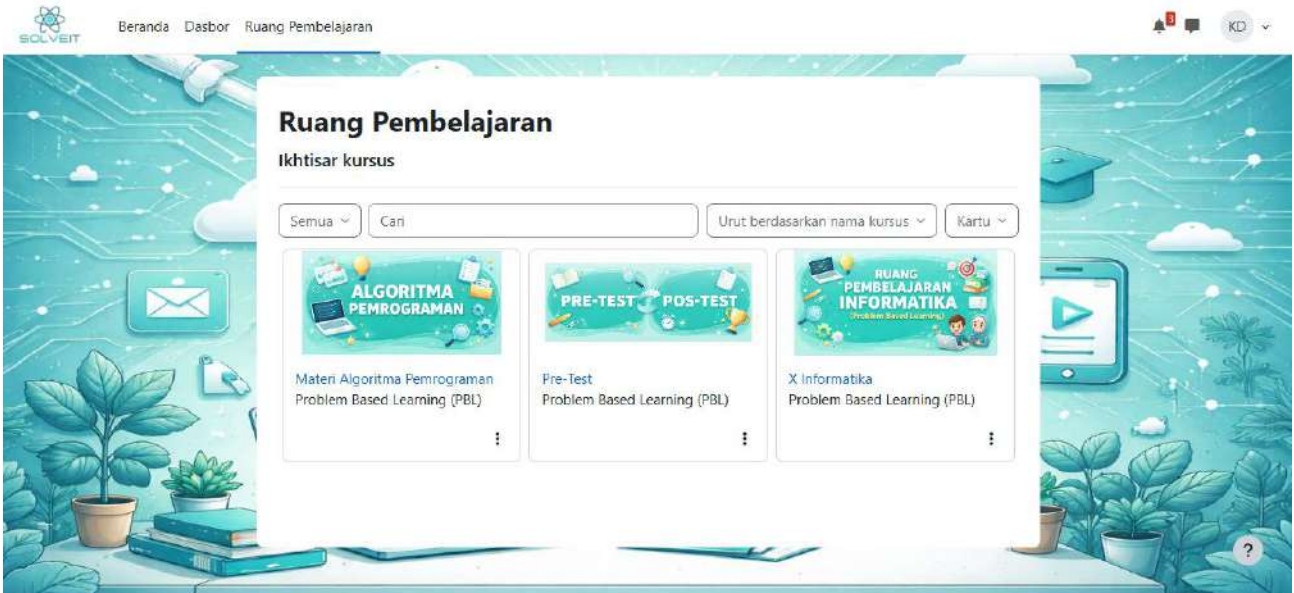 SOLVEIT
Beranda Dasbor Ruang Pembelajaran
3
KD
Ruang Pembelajaran
Ikhtisar kursus
Semua
Cari
Urut berdasarkan nama kursus
Kartu
ALGORITMA
PEMROGRAMAN
PRE-TEST
POS-TEST
RUANG
PEMBELAJARAN
INFORMATIKA
(Problem Based Learning)
Materi Algoritma Pemrograman
Problem Based Learning (PBL)
Pre-Test
Problem Based Learning (PBL)
X Informatika
Problem Based Learning (PBL)
?